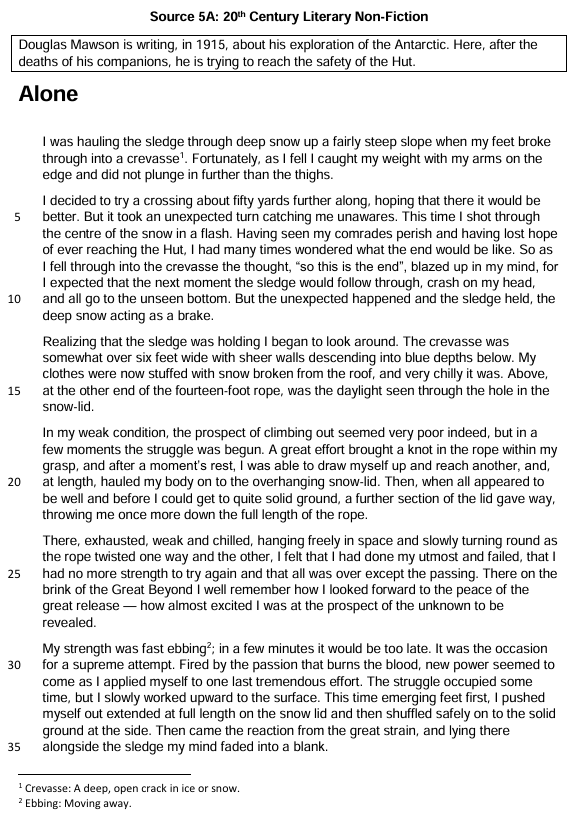 Source 5A: 20th Century Literary Non-Fiction
Douglas Mawson is writing, in 1915, about his exploration of the Antarctic. Here, after the
deaths of his companions, he is trying to reach the safety of the Hut.
Alone
I was hauling the sledge through deep snow up a fairly steep slope when my feet broke
through into a crevasse1. Fortunately, as I fell I caught my weight with my arms on the
edge and did not plunge in further than the thighs.
I decided to try a crossing about fifty yards further along, hoping that there it would be
5 better. But it took an unexpected turn catching me unawares. This time I shot through
the centre of the snow in a flash. Having seen my comrades perish and having lost hope
of ever reaching the Hut, I had many times wondered what the end would be like. So as
I fell through into the crevasse the thought, “so this is the end”, blazed up in my mind, for
I expected that the next moment the sledge would follow through, crash on my head,
10 and all go to the unseen bottom. But the unexpected happened and the sledge held, the
deep snow acting as a brake.
Realizing that the sledge was holding I began to look around. The crevasse was
somewhat over six feet wide with sheer walls descending into blue depths below. My
clothes were now stuffed with snow broken from the roof, and very chilly it was. Above,
15 at the other end of the fourteen-foot rope, was the daylight seen through the hole in the
snow-lid.
In my weak condition, the prospect of climbing out seemed very poor indeed, but in a
few moments the struggle was begun. A great effort brought a knot in the rope within my
grasp, and after a moment’s rest, I was able to draw myself up and reach another, and,
20 at length, hauled my body on to the overhanging snow-lid. Then, when all appeared to
be well and before I could get to quite solid ground, a further section of the lid gave way,
throwing me once more down the full length of the rope.
There, exhausted, weak and chilled, hanging freely in space and slowly turning round as
the rope twisted one way and the other, I felt that I had done my utmost and failed, that I
25 had no more strength to try again and that all was over except the passing. There on the
brink of the Great Beyond I well remember how I looked forward to the peace of the
great release — how almost excited I was at the prospect of the unknown to be
revealed.
My strength was fast ebbing2; in a few minutes it would be too late. It was the occasion
30 for a supreme attempt. Fired by the passion that burns the blood, new power seemed to
come as I applied myself to one last tremendous effort. The struggle occupied some
time, but I slowly worked upward to the surface. This time emerging feet first, I pushed
myself out extended at full length on the snow lid and then shuffled safely on to the solid
ground at the side. Then came the reaction from the great strain, and lying there
35 alongside the sledge my mind faded into a blank.
1 Crevasse: A deep, open crack in ice or snow.
2 Ebbing: Moving away.